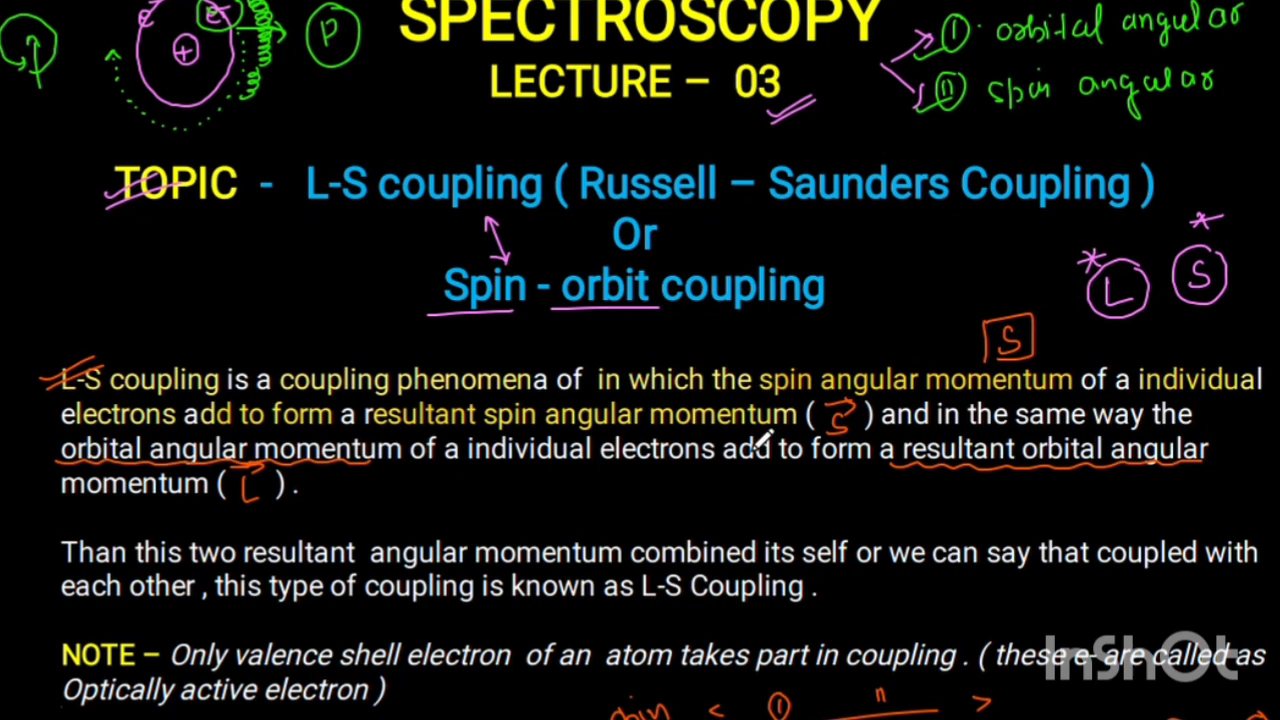 e e P
+
SPECTROSCOPY
① orbital angular
LECTURE – 03
② spin angular
TOPIC - L-S coupling ( Russell – Saunders Coupling )
Or
Spin - orbit coupling
* L * S
S
L-S coupling is a coupling phenomena of in which the spin angular momentum of a individual
electrons add to form a resultant spin angular momentum ( S ) and in the same way the
orbital angular momentum of a individual electrons add to form a resultant orbital angular
momentum ( L ) .
Than this two resultant angular momentum combined its self or we can say that coupled with
each other , this type of coupling is known as L-S Coupling .
NOTE – Only valence shell electron of an atom takes part in coupling . ( these e- are called as
Optically active electron )
InShOt